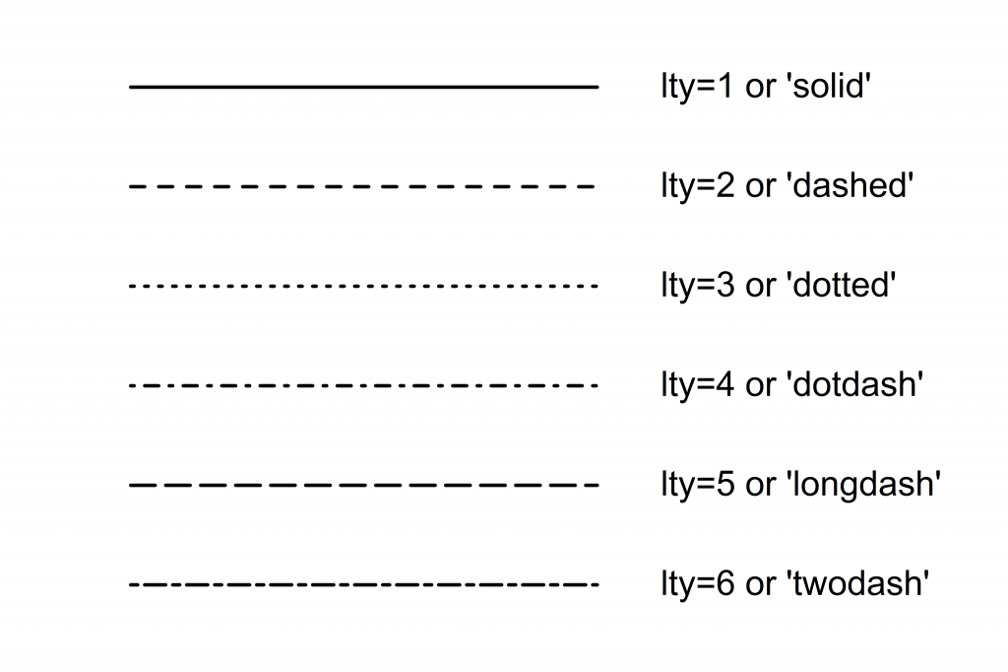 lty=1 or 'solid'
lty=2 or 'dashed'
lty=3 or 'dotted'
lty=4 or 'dotdash'
lty=5 or 'longdash'
lty=6 or 'twodash'